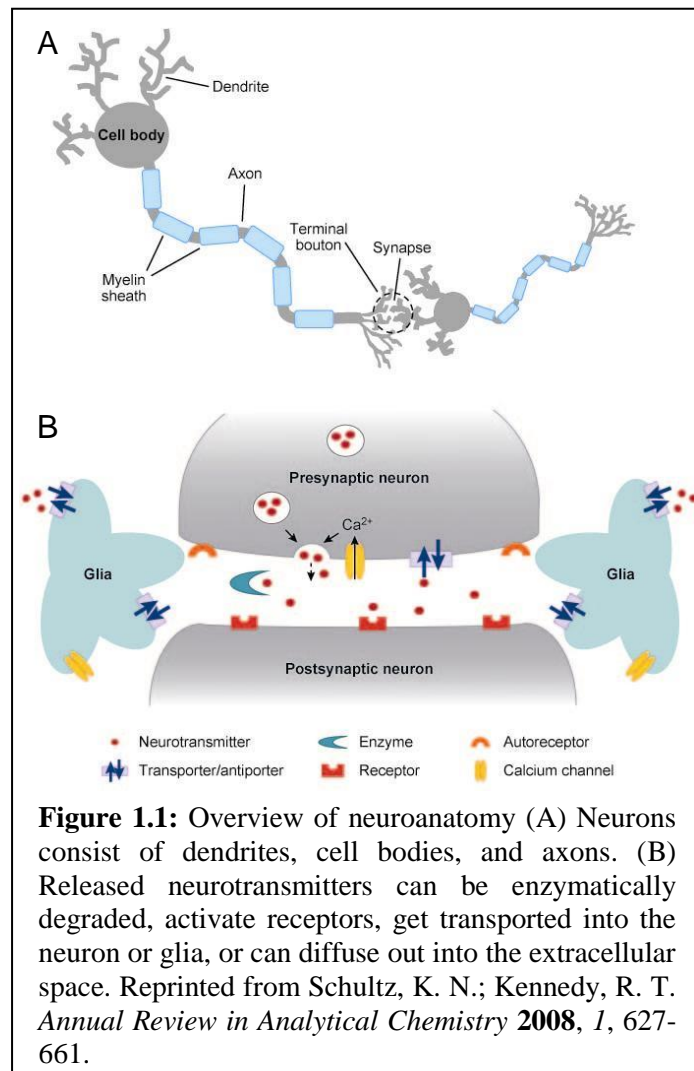 A
Dendrite
Cell body
Axon
Terminal
bouton
Synapse
Myelin
sheath
B
Presynaptic neuron
Ca²⁺
Glia
Glia
Postsynaptic neuron
Neurotransmitter
Enzyme
Autoreceptor
Transporter/antiporter
Receptor
Calcium channel
Figure 1.1: Overview of neuroanatomy (A) Neurons
consist of dendrites, cell bodies, and axons. (B)
Released neurotransmitters can be enzymatically
degraded, activate receptors, get transported into the
neuron or glia, or can diffuse out into the extracellular
space. Reprinted from Schultz, K. N.; Kennedy, R. T.
Annual Review in Analytical Chemistry 2008, 1, 627-
661.